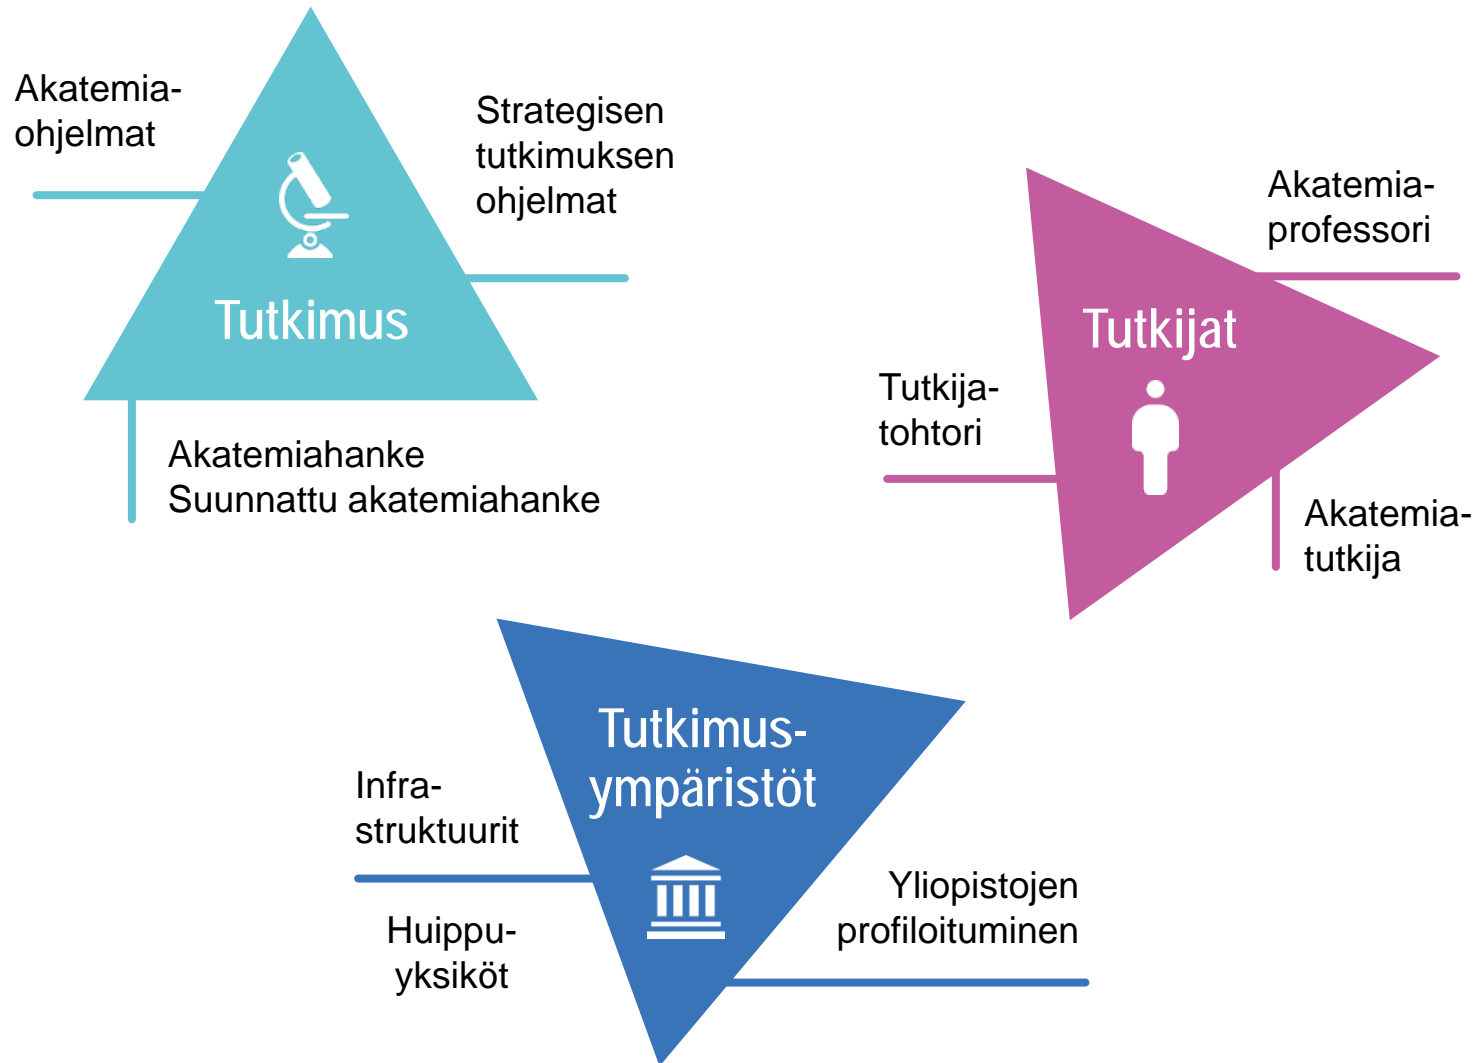 Akatemia-
ohjelmat
Strategisen
tutkimuksen
ohjelmat
Tutkimus
Akatemiahanke
Suunnattu akatemiahanke
Akatemia-
professori
Tutkijat
Tutkija-
tohtori
Akatemia-
tutkija
Tutkimus-
ympäristöt
Infra-
struktuurit
Huippu-
yksiköt
Yliopistojen
profiloituminen